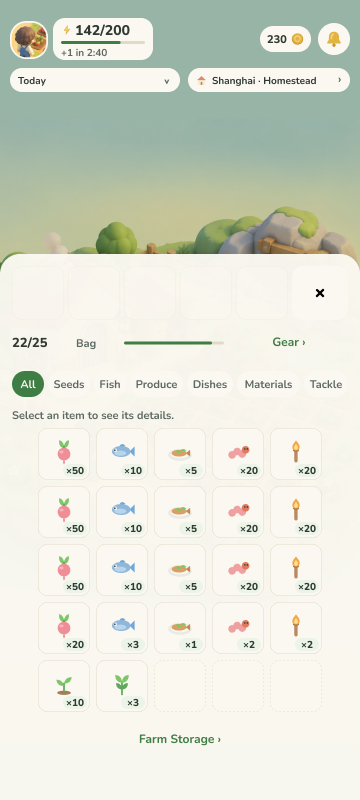 142/200
+1 in 2:40
230
Today
Shanghai · Homestead
22/25
Bag
Gear ›
All
Seeds
Fish
Produce
Dishes
Materials
Tackle
Select an item to see its details.
×50
×10
×5
×20
×20
×50
×10
×5
×20
×20
×50
×10
×5
×20
×20
×20
×3
×1
×2
×2
×10
×3
Farm Storage ›